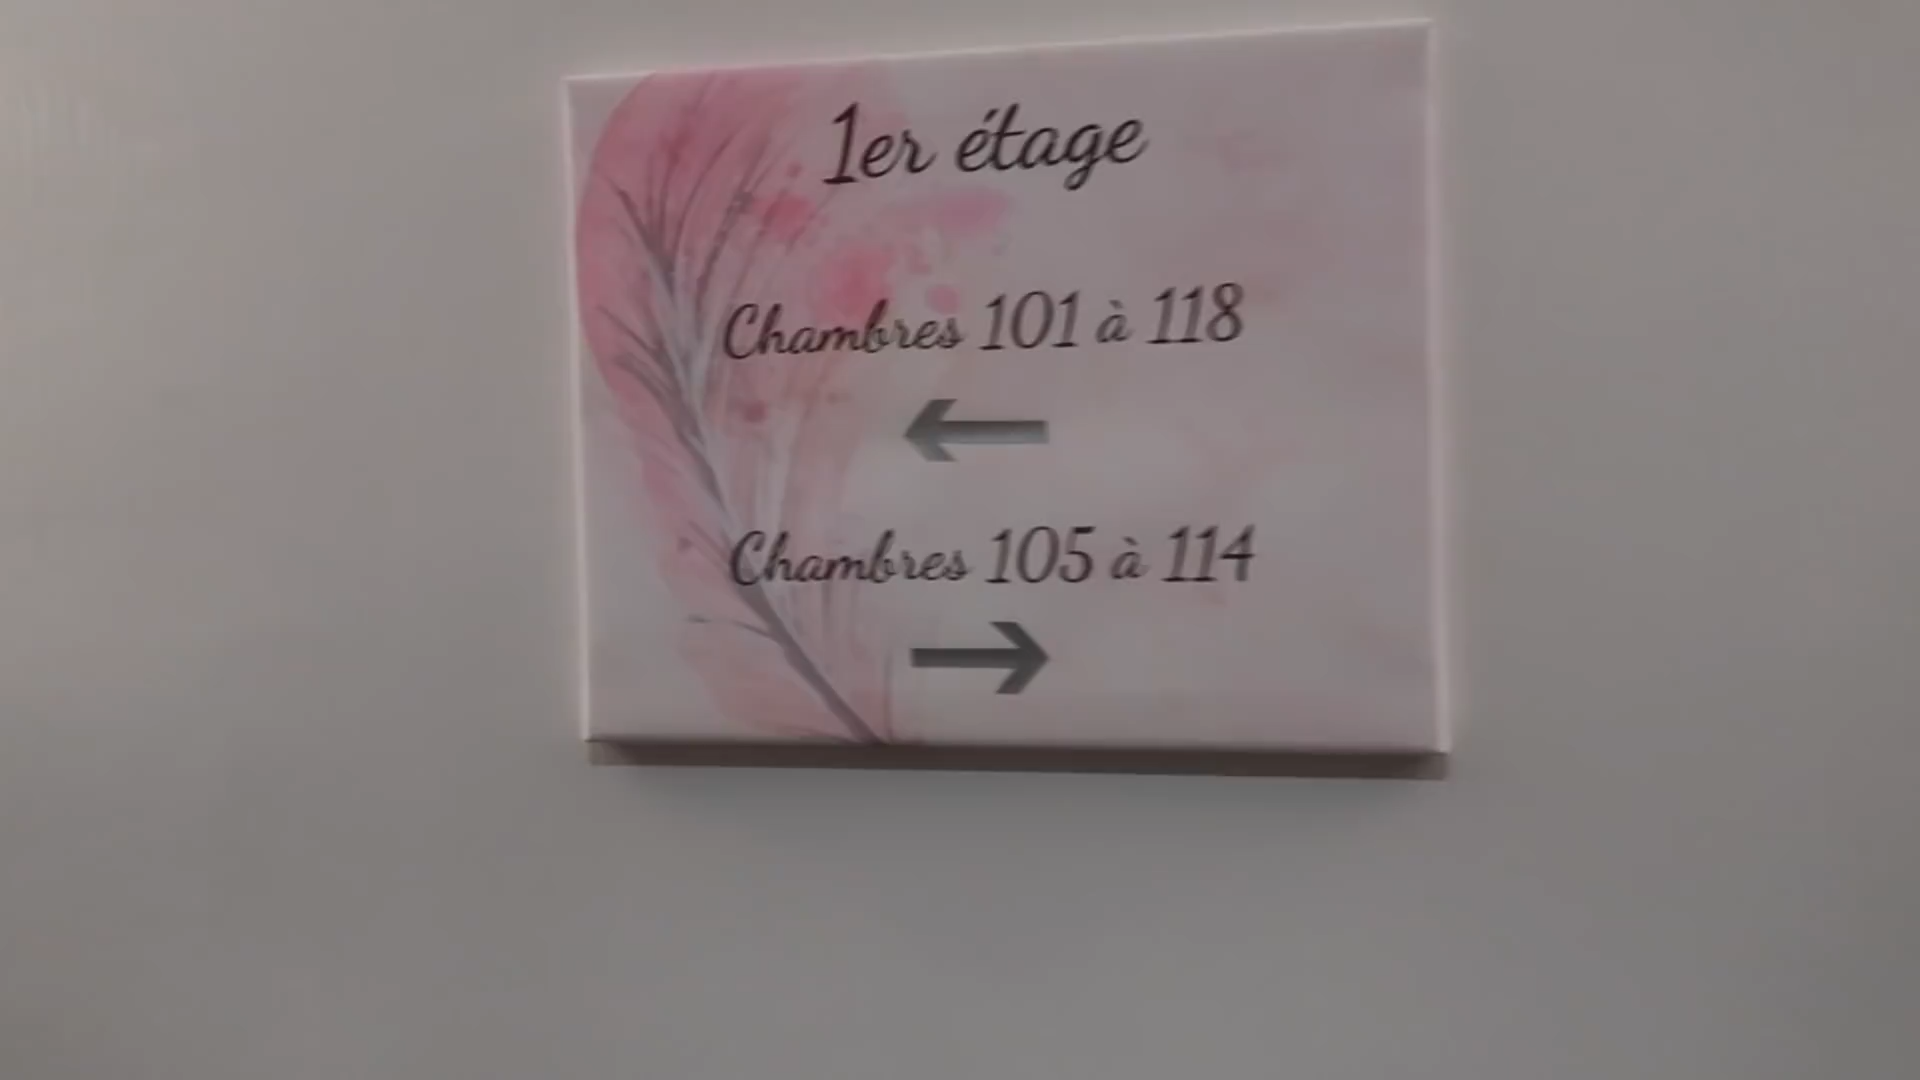 1er étage
Chambres 101 à 118
←
Chambres 105 à 114
→